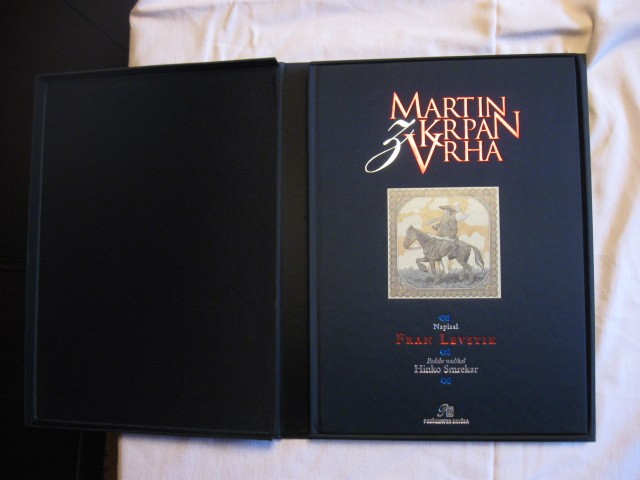 MARTIN
KRPAN
z VRHA
Napisal
FRAN LEVSTIK
Podobe naslikal
Hinko Smrekar